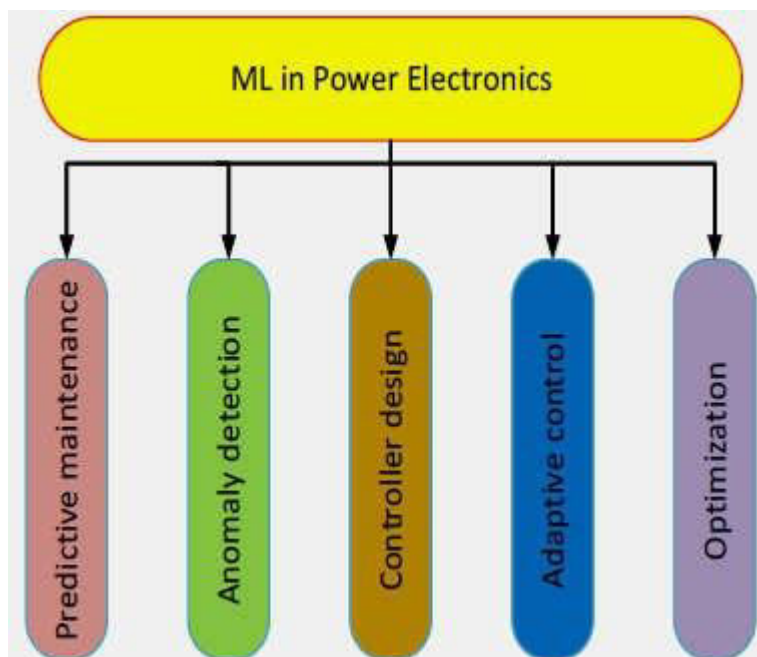 ML in Power Electronics
Predictive maintenance
Anomaly detection
Controller design
Adaptive control
Optimization